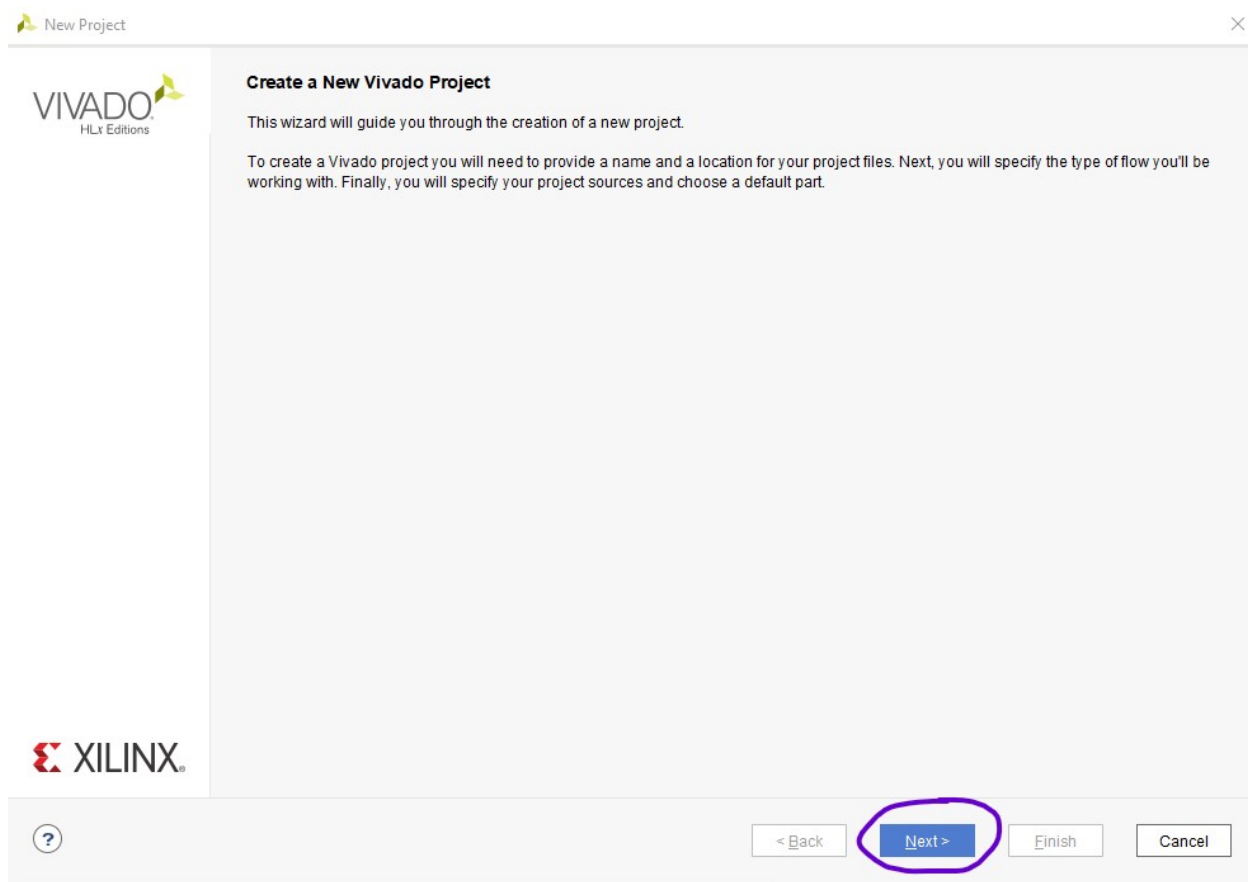 New Project
VIVADO.
HLx Editions
Create a New Vivado Project
This wizard will guide you through the creation of a new project.
To create a Vivado project you will need to provide a name and a location for your project files. Next, you will specify the type of flow you'll be
working with. Finally, you will specify your project sources and choose a default part.
XILINX®
?
< Back
Next >
Finish
Cancel